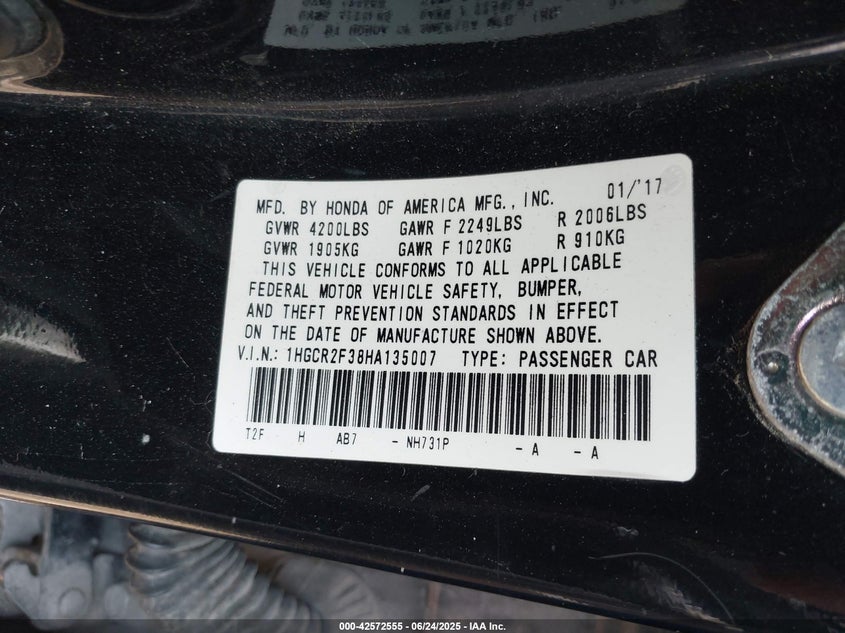 MFD. BY HONDA OF AMERICA MFG., INC. 01/'17
GVWR 4200LBS GAWR F 2249LBS R 2006LBS
GVWR 1905KG GAWR F 1020KG R 910KG
THIS VEHICLE CONFORMS TO ALL APPLICABLE
FEDERAL MOTOR VEHICLE SAFETY, BUMPER,
AND THEFT PREVENTION STANDARDS IN EFFECT
ON THE DATE OF MANUFACTURE SHOWN ABOVE.
V.I.N.: 1HGCR2F38HA135007 TYPE: PASSENGER CAR
T2F H AB7 - NH731P - A - A
000-42572555 - 06/24/2025 - IAA Inc.